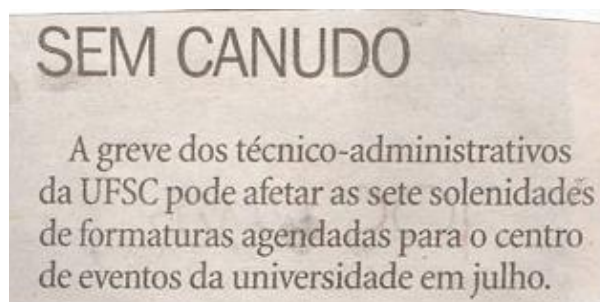 SEM CANUDO
A greve dos técnico-administrativos
da UFSC pode afetar as sete solenidades
de formaturas agendadas para o centro
de eventos da universidade em julho.